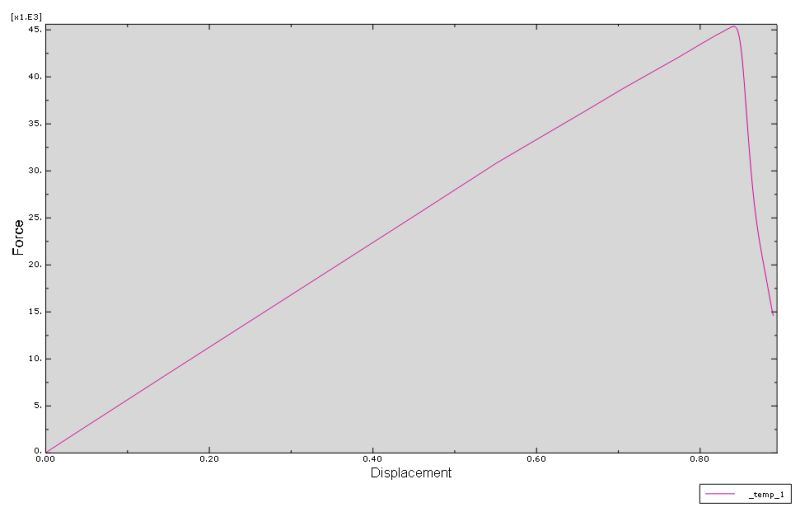 [x1.E3]
45.
40.
35.
30.
25.
20.
15.
10.
5.
0.
Force
0.00 0.20 0.40 0.60 0.80
Displacement
_temp_1